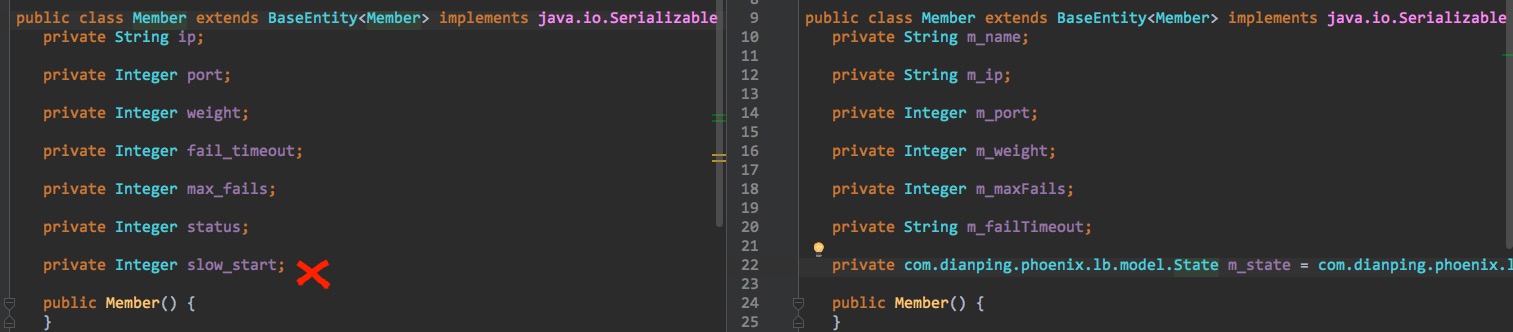 public class Member extends BaseEntity<Member> implements java.io.Serializable
private String ip;
private Integer port;
private Integer weight;
private Integer fail_timeout;
private Integer max_fails;
private Integer status;
private Integer slow_start;
public Member() {
}
9 public class Member extends BaseEntity<Member> implements java.io.Serializable
10 private String m_name;
11
12 private String m_ip;
13
14 private Integer m_port;
15
16 private Integer m_weight;
17
18 private Integer m_maxFails;
19
20 private String m_failTimeout;
21
22 private com.dianping.phoenix.lb.model.State m_state = com.dianping.phoenix.l
23
24 public Member() {
25 }